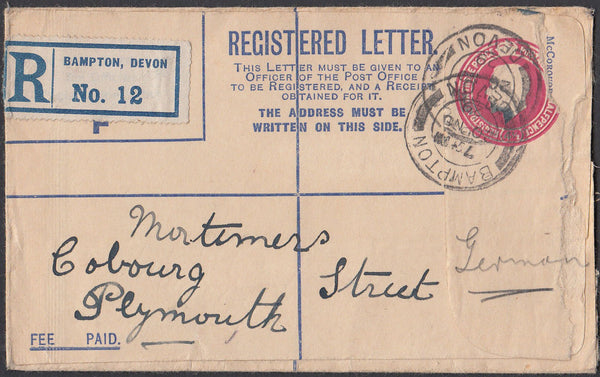 R
BAMPTON, DEVON
No. 12
REGISTERED LETTER.
THIS LETTER MUST BE GIVEN TO AN
OFFICER OF THE POST OFFICE
TO BE REGISTERED, AND A RECEIPT
OBTAINED FOR IT.
THE ADDRESS MUST BE
WRITTEN ON THIS SIDE.
BAMPTON
DEVON
Mortimers
Cobourg Street
Plymouth
German
FEE PAID.